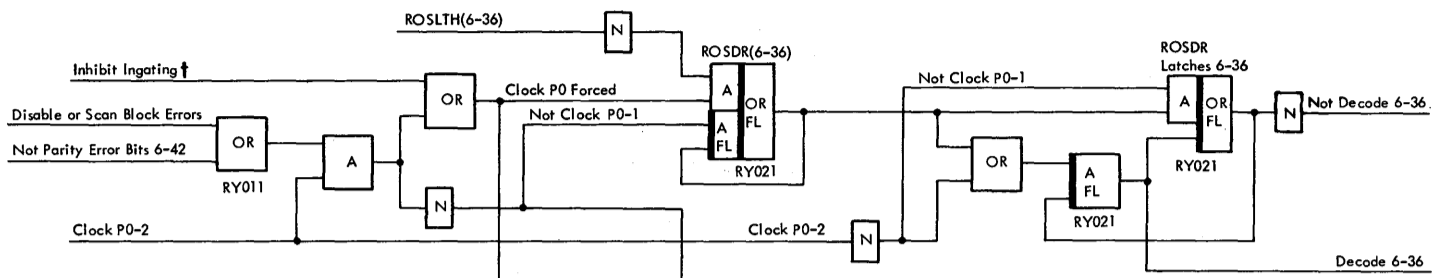 ROSLTH(6-36)
N
ROSDR(6-36)
ROSDR
Latches 6-36
Inhibit Ingating †
OR
Clock P0 Forced
A
OR
FL
Not Clock P0-1
A
OR
FL
N
Not Decode 6-36
Disable or Scan Block Errors
Not Clock P0-1
A
FL
OR
Not Parity Error Bits 6-42
A
OR
A
FL
RY011
RY021
RY021
N
RY021
Clock P0-2
Clock P0-2
N
Decode 6-36